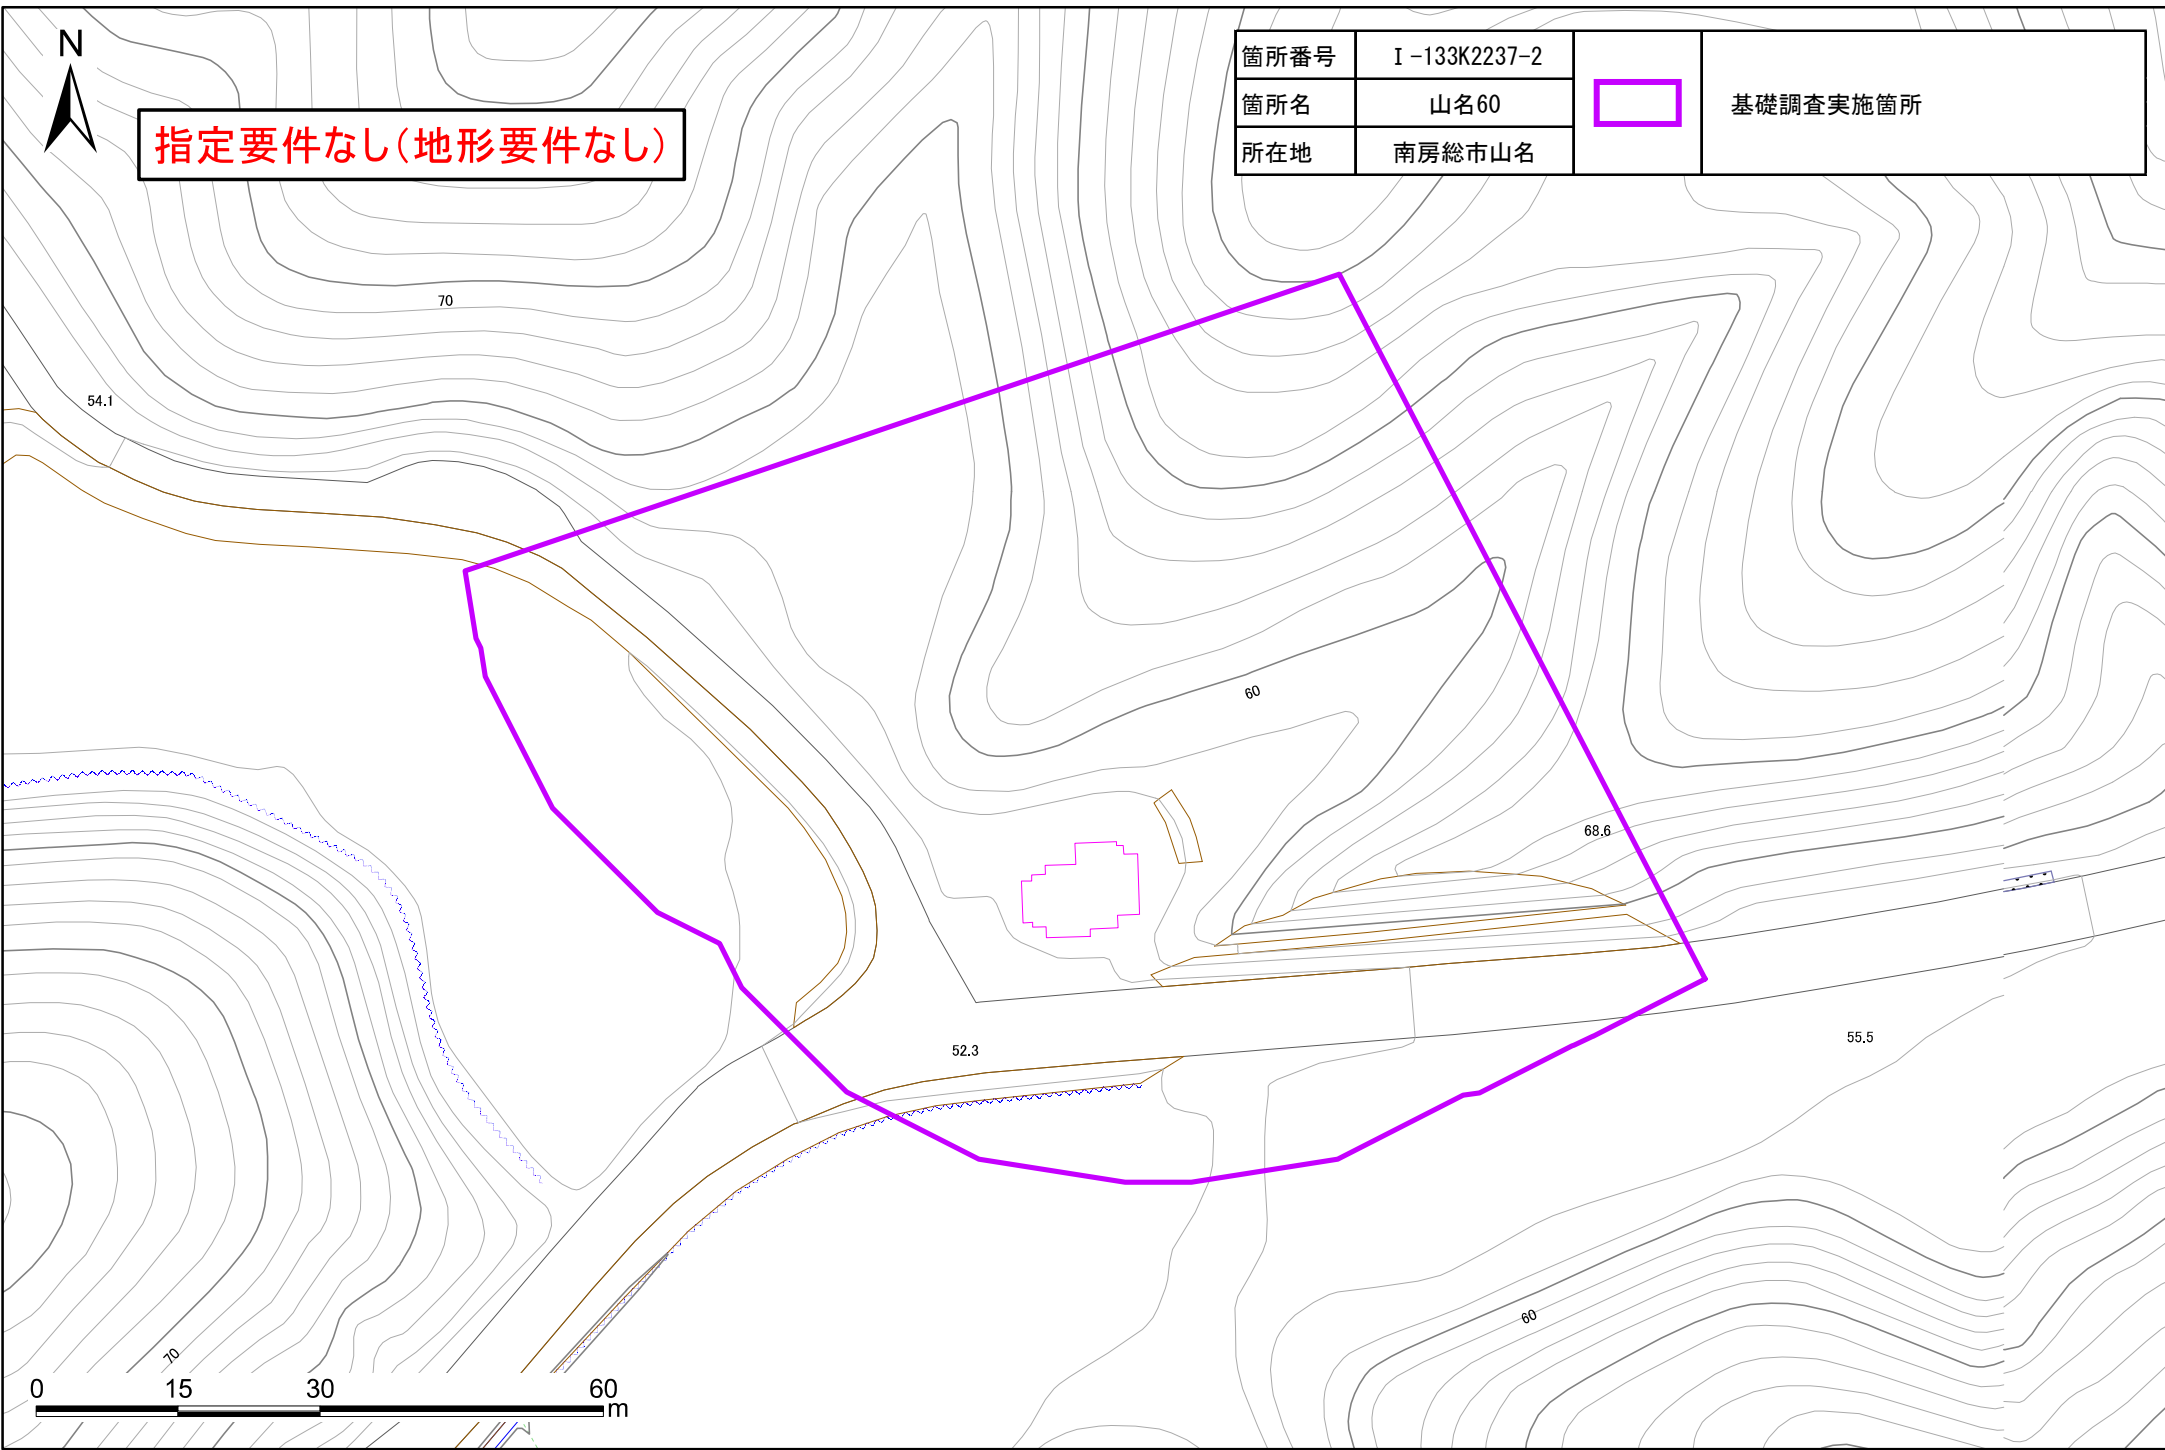 N
指定要件なし(地形要件なし)
箇所番号 Ⅰ-133K2237-2
箇所名 山名60
所在地 南房総市山名
基礎調査実施箇所
70
54.1
60
68.6
52.3
55.5
60
70
0 15 30 60
m